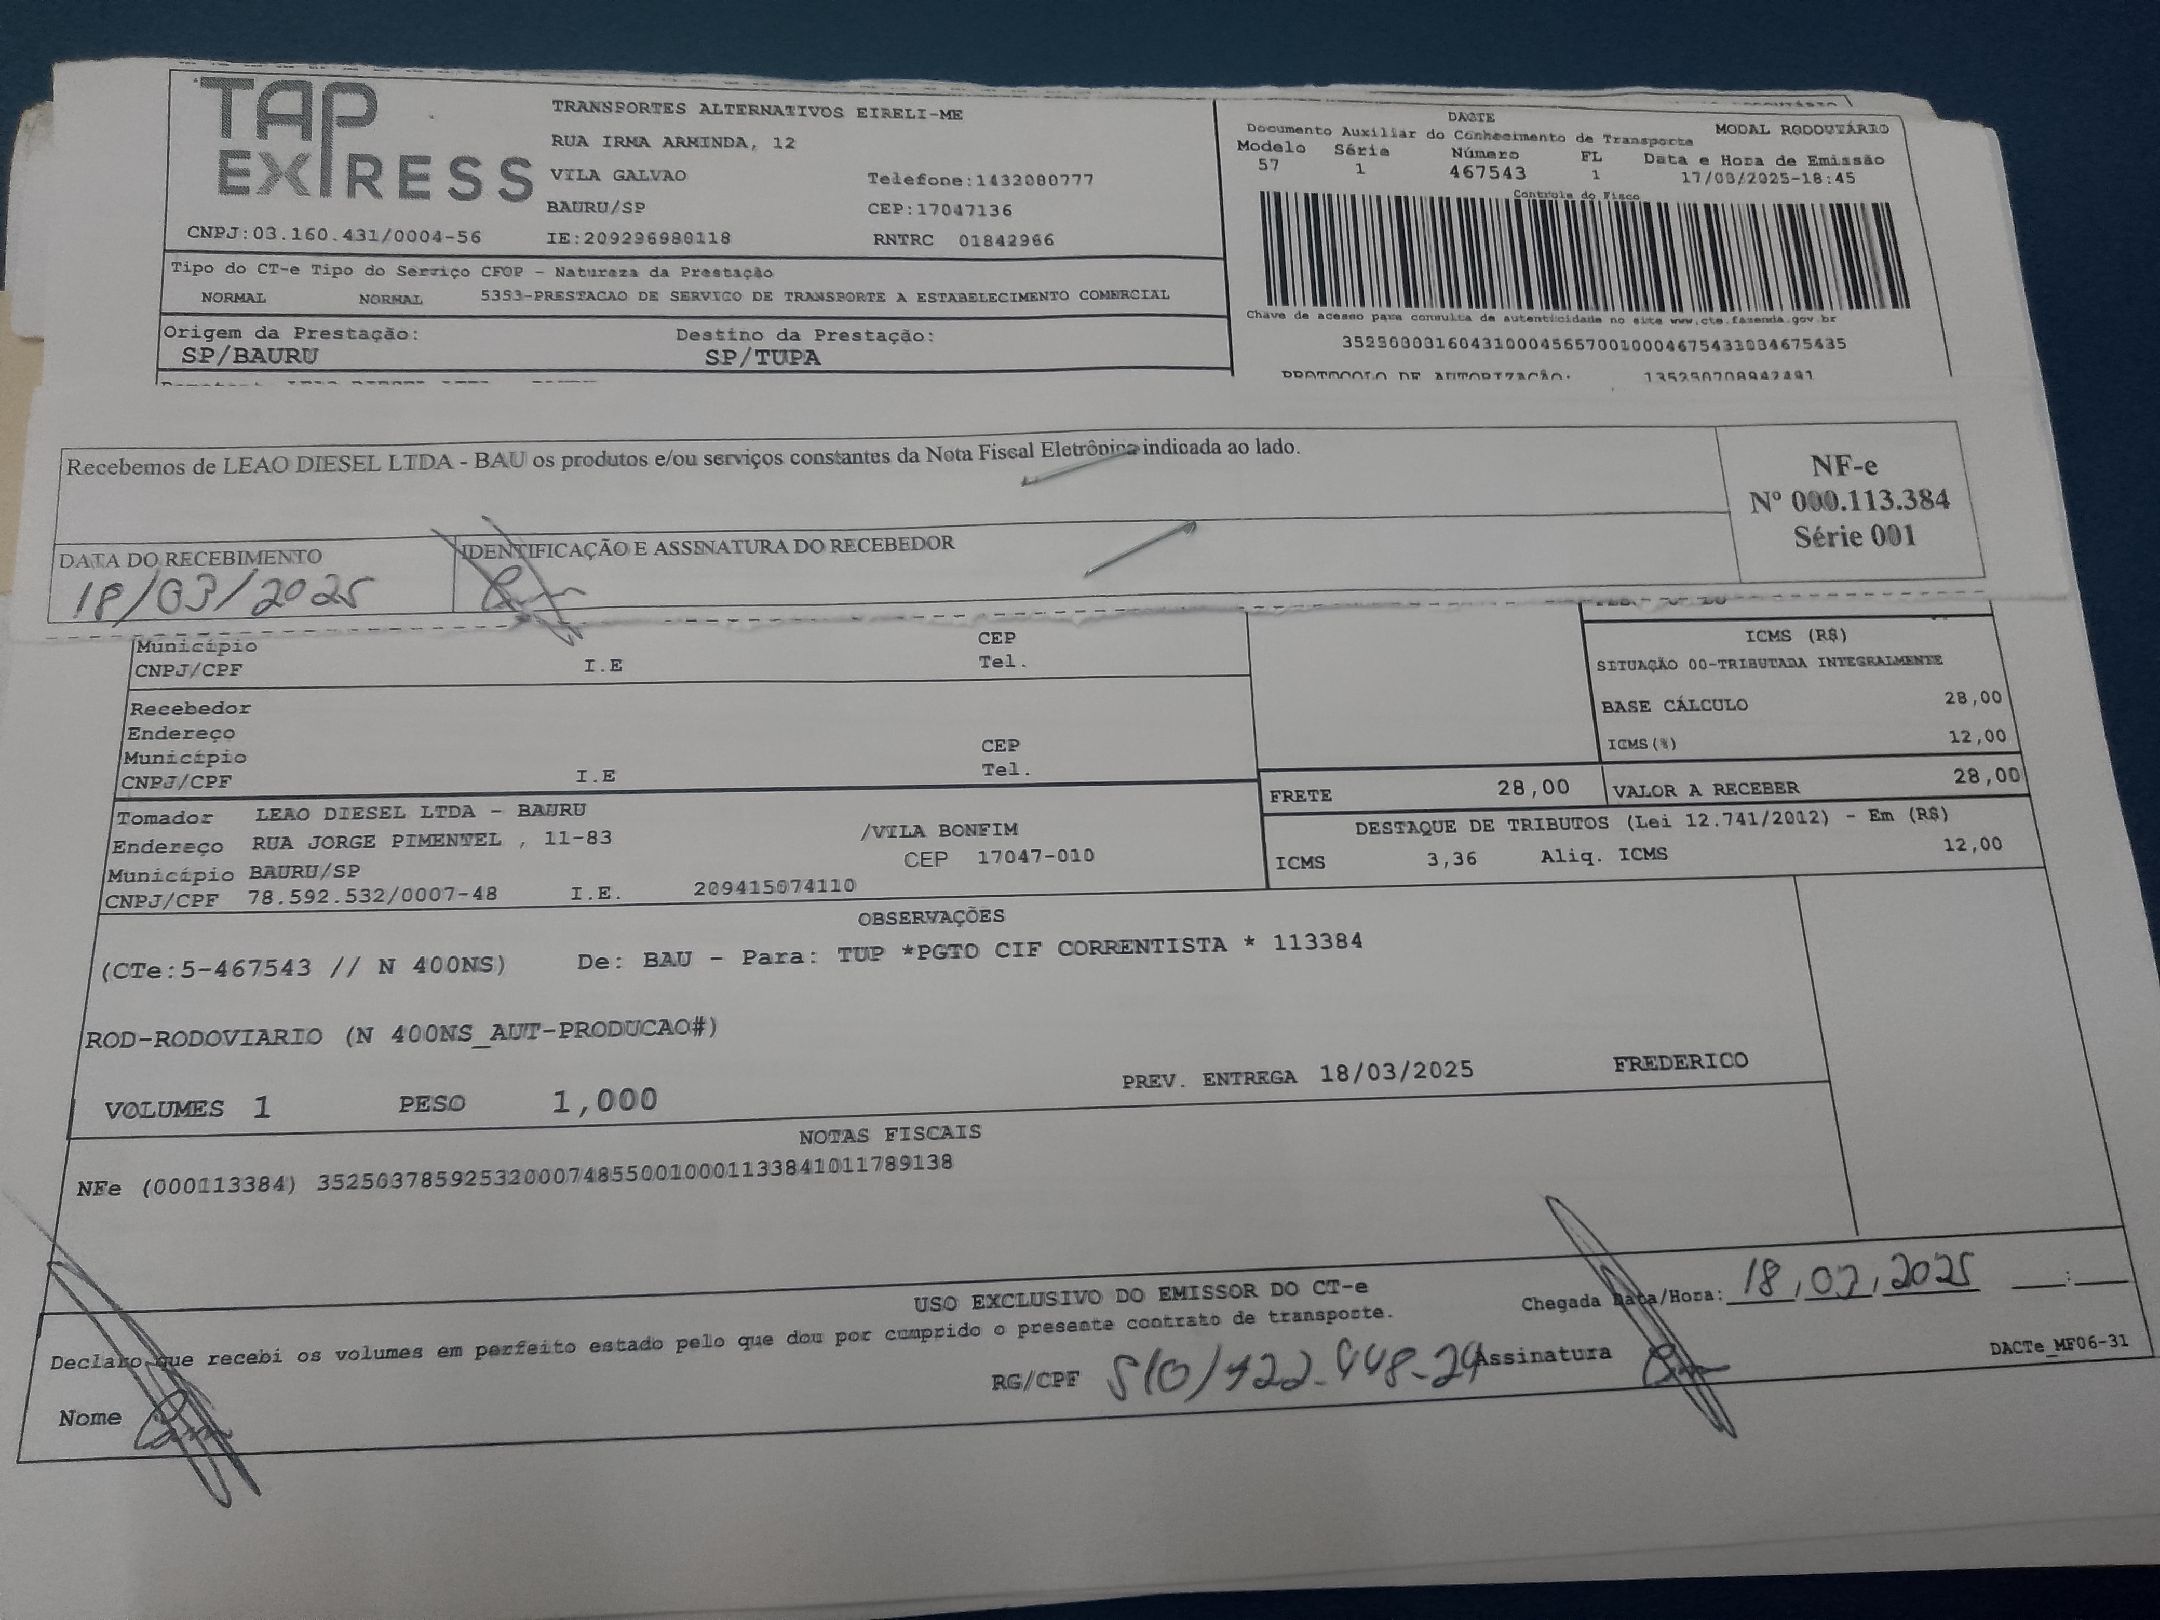 TAP EXPRESS
TRANSPORTES ALTERNATIVOS EIRELI-ME
RUA IRMA ARMINDA, 12
VILA GALVAO Telefone:1432080777
BAURU/SP CEP:17047136
CNPJ:03.160.431/0004-56 IE:209296980118 RNTRC 01842966
DACTE
Documento Auxiliar do Conhecimento de Transporte MODAL RODOVIÁRIO
Modelo Série Número FL Data e Hora de Emissão
57 1 467543 1 17/03/2025-18:45
Controle do Fisco
Tipo do CT-e Tipo do Serviço CFOP - Natureza da Prestação
NORMAL NORMAL 5353-PRESTACAO DE SERVICO DE TRANSPORTE A ESTABELECIMENTO COMERCIAL
Chave de acesso para consulta de autenticidade no site www.cte.fazenda.gov.br
Origem da Prestação: Destino da Prestação:
SP/BAURU SP/TUPA
PROTOCOLO DE AUTORIZAÇÃO: 135250708942491
Recebemos de LEAO DIESEL LTDA - BAU os produtos e/ou serviços constantes da Nota Fiscal Eletrônica indicada ao lado.
NF-e
Nº 000.113.384
Série 001
DATA DO RECEBIMENTO IDENTIFICAÇÃO E ASSINATURA DO RECEBEDOR
18/03/2025
Município CEP
CNPJ/CPF I.E Tel.
ICMS (R$)
SITUAÇÃO 00-TRIBUTADA INTEGRALMENTE
BASE CÁLCULO 28,00
ICMS(%) 12,00
Recebedor
Endereço
Município CEP
CNPJ/CPF I.E Tel.
FRETE 28,00 VALOR A RECEBER 28,00
Tomador LEAO DIESEL LTDA - BAURU
Endereço RUA JORGE PIMENTEL , 11-83 /VILA BONFIM
Município BAURU/SP CEP 17047-010
CNPJ/CPF 78.592.532/0007-48 I.E. 209415074110
DESTAQUE DE TRIBUTOS (Lei 12.741/2012) - Em (R$)
ICMS 3,36 Aliq. ICMS 12,00
OBSERVAÇÕES
(CTe:5-467543 // N 400NS) De: BAU - Para: TUP *PGTO CIF CORRENTISTA * 113384
ROD-RODOVIARIO (N 400NS_AUT-PRODUCAO#)
VOLUMES 1 PESO 1,000 PREV. ENTREGA 18/03/2025 FREDERICO
NOTAS FISCAIS
NFe (000113384) 35250378592532000748550010001133841011789138
USO EXCLUSIVO DO EMISSOR DO CT-e
Declaro que recebi os volumes em perfeito estado pelo que dou por cumprido o presente contrato de transporte.
Chegada Data/Hora: 18,03,2025 __:__
Nome RG/CPF Assinatura
DACTe_MF06-31